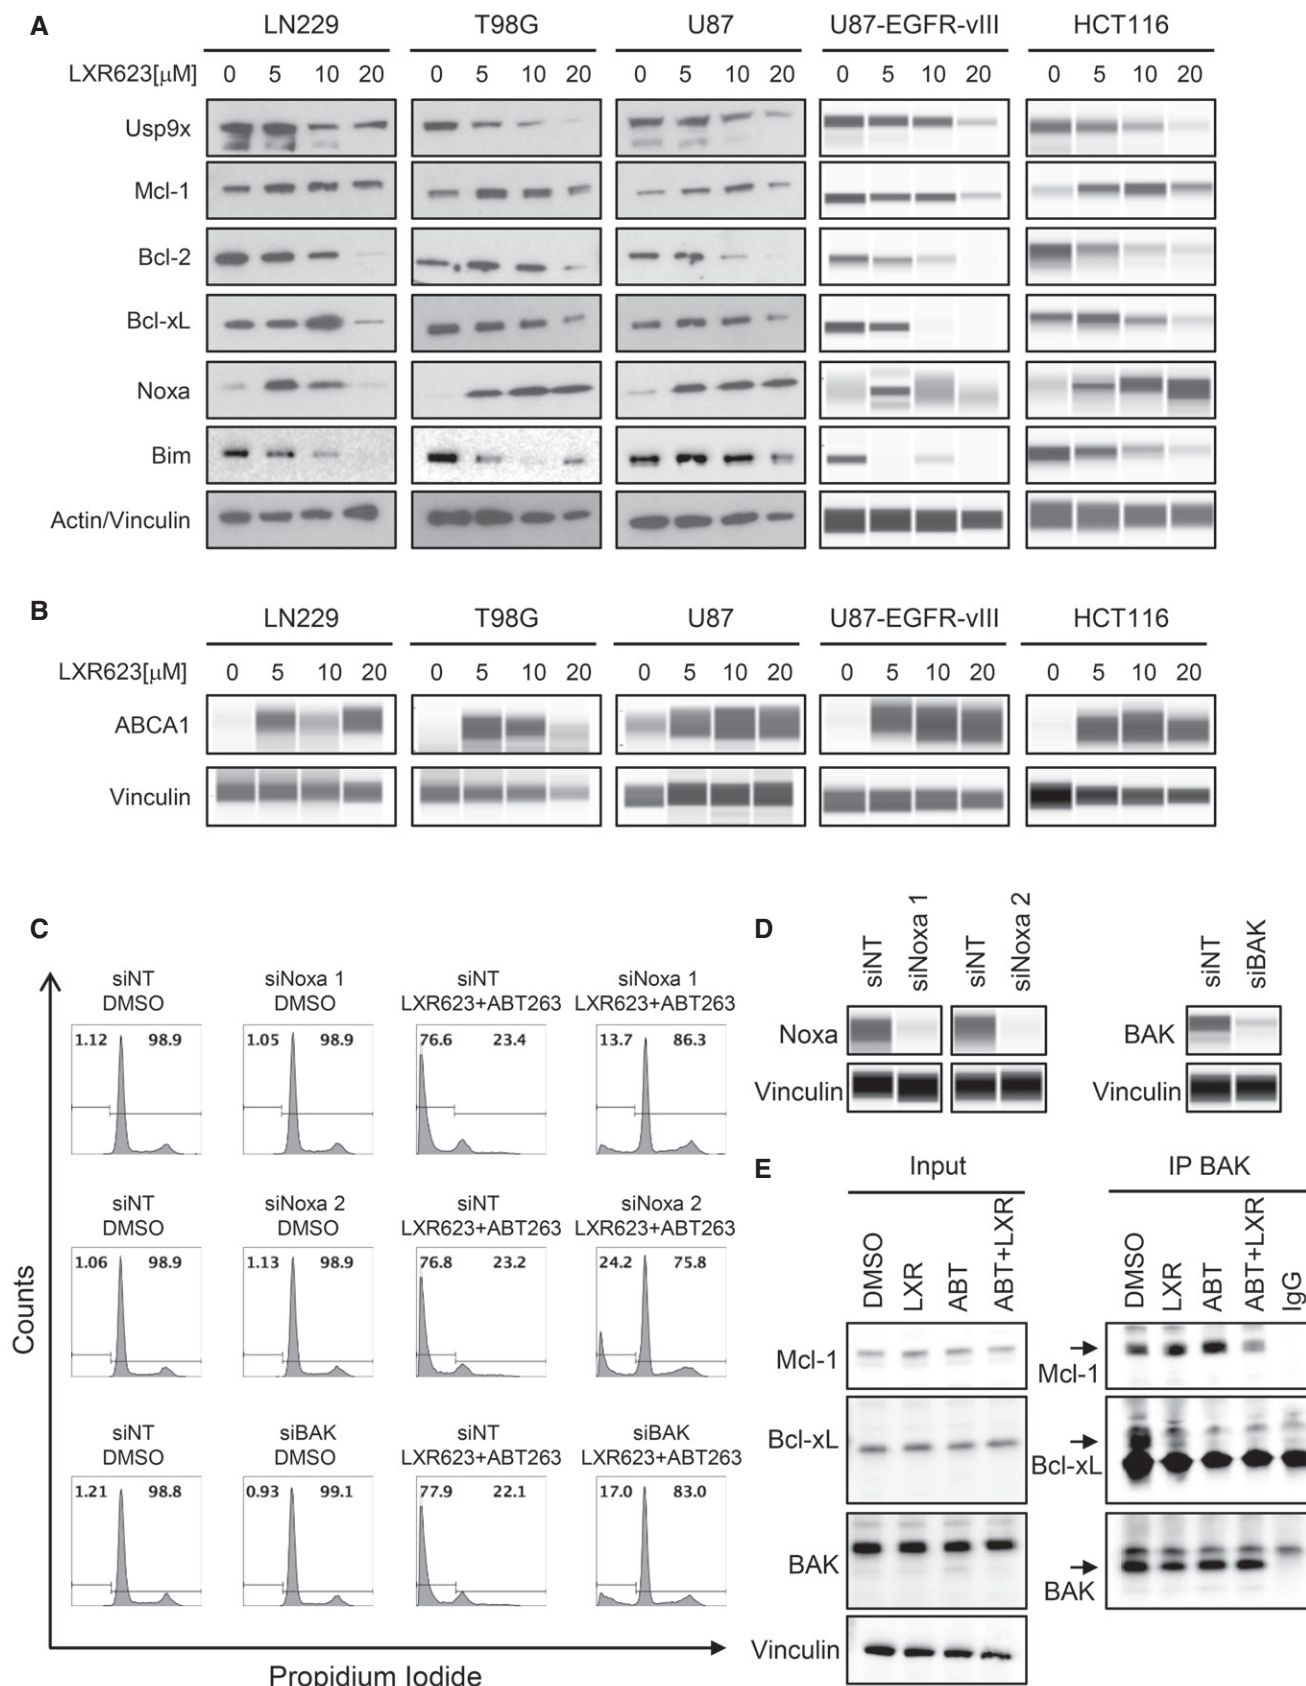 A
LN229 T98G U87 U87-EGFR-vIII HCT116
LXR623[μM] 0 5 10 20 0 5 10 20 0 5 10 20 0 5 10 20 0 5 10 20
Usp9x
Mcl-1
Bcl-2
Bcl-xL
Noxa
Bim
Actin/Vinculin
B
LN229 T98G U87 U87-EGFR-vIII HCT116
LXR623[μM] 0 5 10 20 0 5 10 20 0 5 10 20 0 5 10 20 0 5 10 20
ABCA1
Vinculin
C
siNT siNoxa 1 siNT siNoxa 1
DMSO DMSO LXR623+ABT263 LXR623+ABT263
1.12 98.9 1.05 98.9 76.6 23.4 13.7 86.3
siNT siNoxa 2 siNT siNoxa 2
DMSO DMSO LXR623+ABT263 LXR623+ABT263
1.06 98.9 1.13 98.9 76.8 23.2 24.2 75.8
siNT siBAK siNT siBAK
DMSO DMSO LXR623+ABT263 LXR623+ABT263
1.21 98.8 0.93 99.1 77.9 22.1 17.0 83.0
Counts
Propidium Iodide
D
siNT siNoxa 1 siNT siNoxa 2 siNT siBAK
Noxa BAK
Vinculin Vinculin
E
Input IP BAK
DMSO LXR ABT ABT+LXR DMSO LXR ABT ABT+LXR IgG
Mcl-1 Mcl-1
Bcl-xL Bcl-xL
BAK BAK
Vinculin